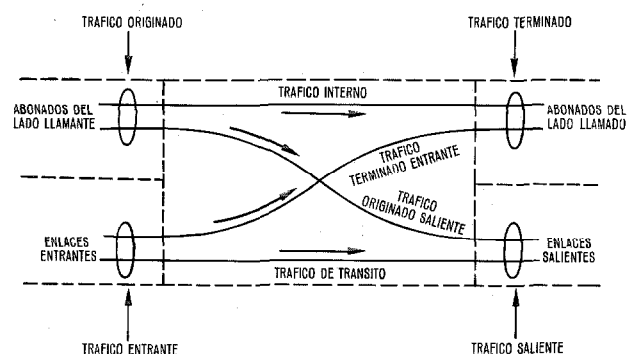 TRAFICO ORIGINADO
TRAFICO TERMINADO
TRAFICO INTERNO
ABONADOS DEL
LADO LLAMANTE
ABONADOS DEL
LADO LLAMADO
TRAFICO
TERMINADO ENTRANTE
TRAFICO
ORIGINADO SALIENTE
ENLACES
ENTRANTES
ENLACES
SALIENTES
TRAFICO DE TRANSITO
TRAFICO ENTRANTE
TRAFICO SALIENTE